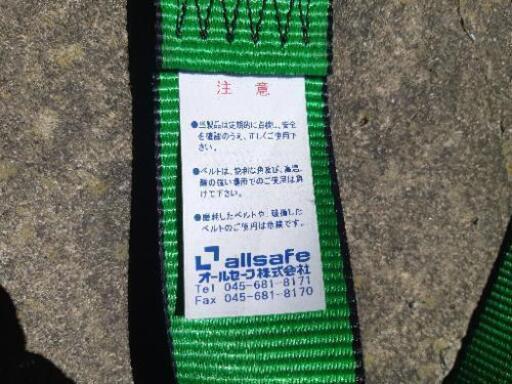 注意
●当製品は定期的に点検し、安全
を確認のうえ、正しくご使用下
さい。
●ベルトは、鋭利な角及び、高温、
酸の強い場所でのご使用は避
けて下さい。
●磨耗したベルトや、破損した
ベルトのご使用は危険です。
allsafe
オールセーフ株式会社
Tel 045-681-8171
Fax 045-681-8170